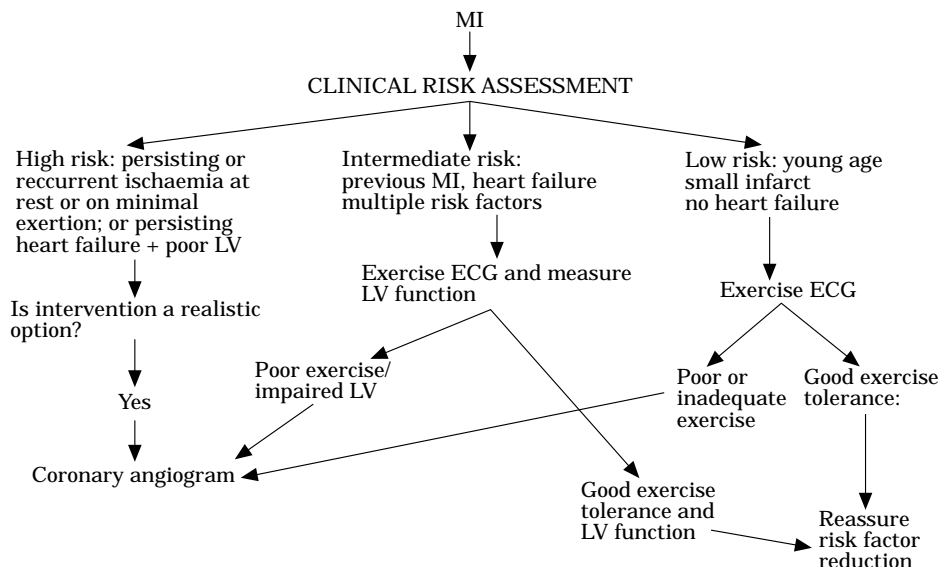 MI
CLINICAL RISK ASSESSMENT
High risk: persisting or
reccurrent ischaemia at
rest or on minimal
exertion; or persisting
heart failure + poor LV
Intermediate risk:
previous MI, heart failure
multiple risk factors
Low risk: young age
small infarct
no heart failure
Is intervention a realistic
option?
Exercise ECG and measure
LV function
Exercise ECG
Yes
Poor exercise/
impaired LV
Poor or
inadequate
exercise
Good exercise
tolerance:
Coronary angiogram
Good exercise
tolerance and
LV function
Reassure
risk factor
reduction